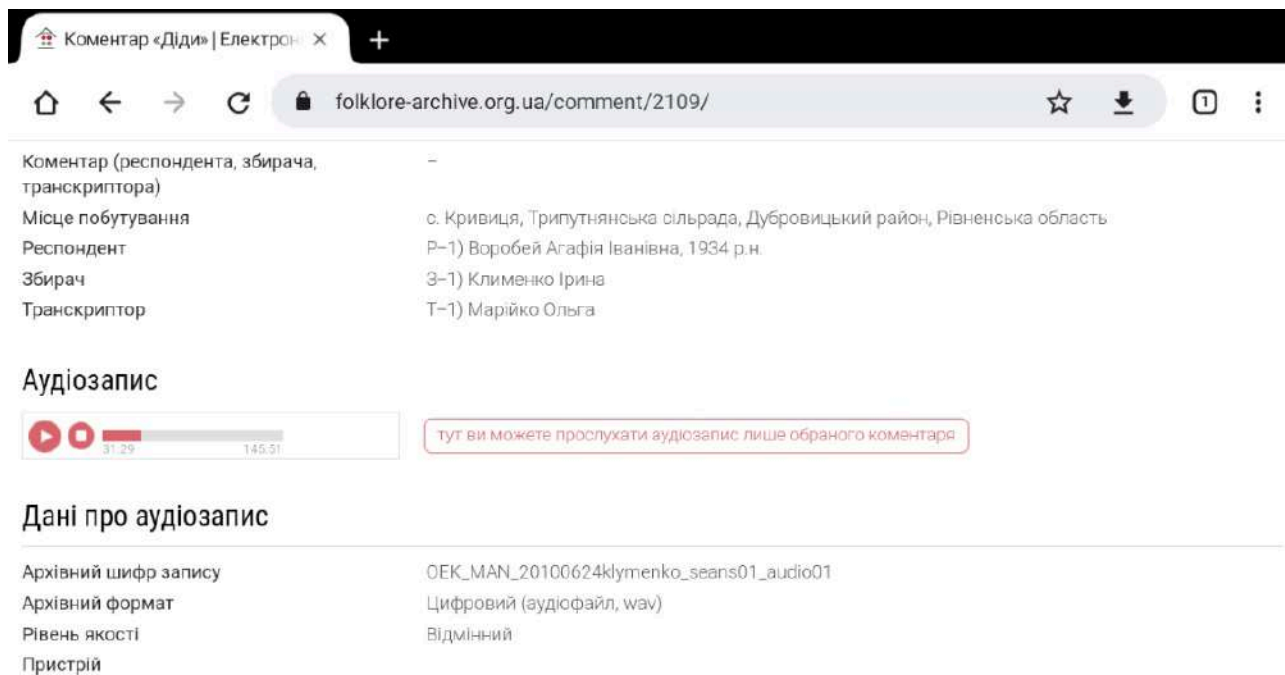 Коментар «Діди» | Електрон
folklore-archive.org.ua/comment/2109/
1
Коментар (респондента, збирача, –
транскриптора)
Місце побутування с. Кривиця, Трипутнянська сільрада, Дубровицький район, Рівненська область
Респондент Р–1) Воробей Агафія Іванівна, 1934 р.н.
Збирач З–1) Клименко Ірина
Транскриптор Т–1) Марійко Ольга
Аудіозапис
тут ви можете прослухати аудіозапис лише обраного коментаря
31:29 145:51
Дані про аудіозапис
Архівний шифр запису OEK_MAN_20100624klymenko_seans01_audio01
Архівний формат Цифровий (аудіофайл, wav)
Рівень якості Відмінний
Пристрій